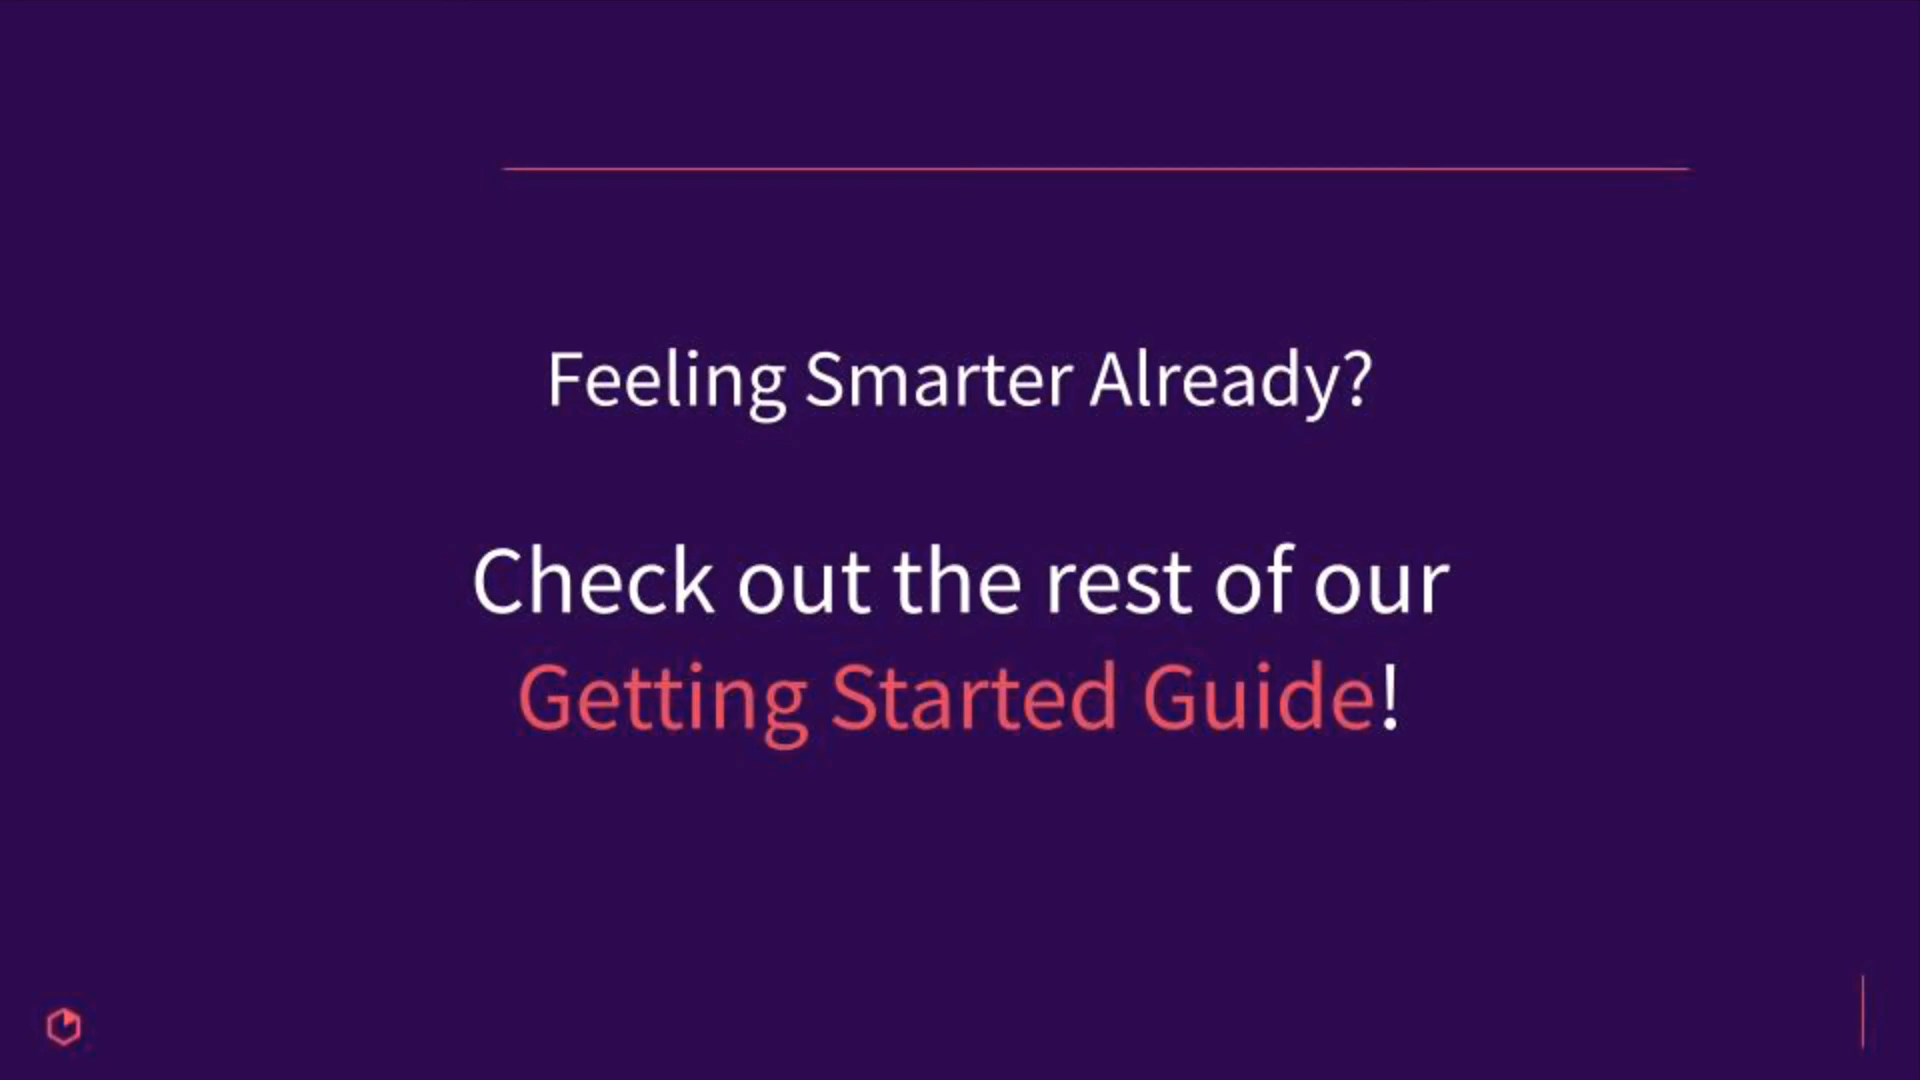 Feeling Smarter Already?
Check out the rest of our
Getting Started Guide!